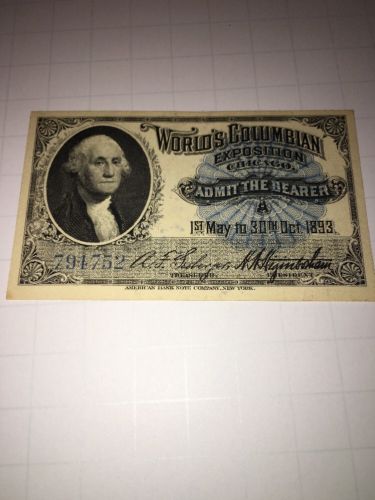 WORLD'S COLUMBIAN
EXPOSITION
CHICAGO
ADMIT THE BEARER
1ST MAY TO 30TH OCT. 1893.
794752
TREASURER. PRESIDENT
AMERICAN BANK NOTE COMPANY, NEW YORK.